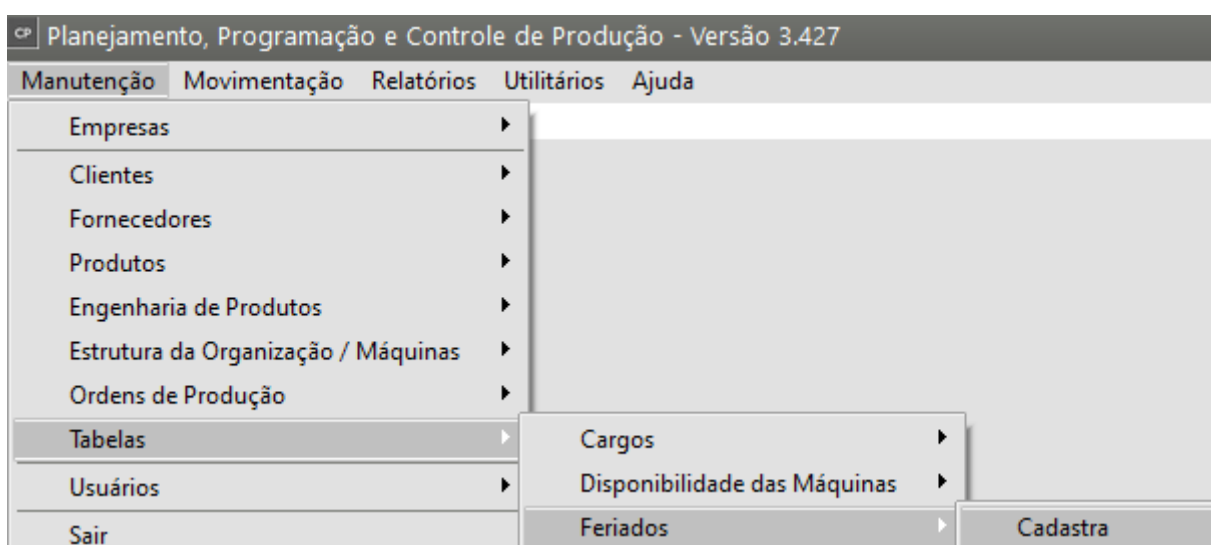 CP Planejamento, Programação e Controle de Produção - Versão 3.427
Manutenção Movimentação Relatórios Utilitários Ajuda
Empresas
Clientes
Fornecedores
Produtos
Engenharia de Produtos
Estrutura da Organização / Máquinas
Ordens de Produção
Tabelas
Usuários
Sair
Cargos
Disponibilidade das Máquinas
Feriados
Cadastra